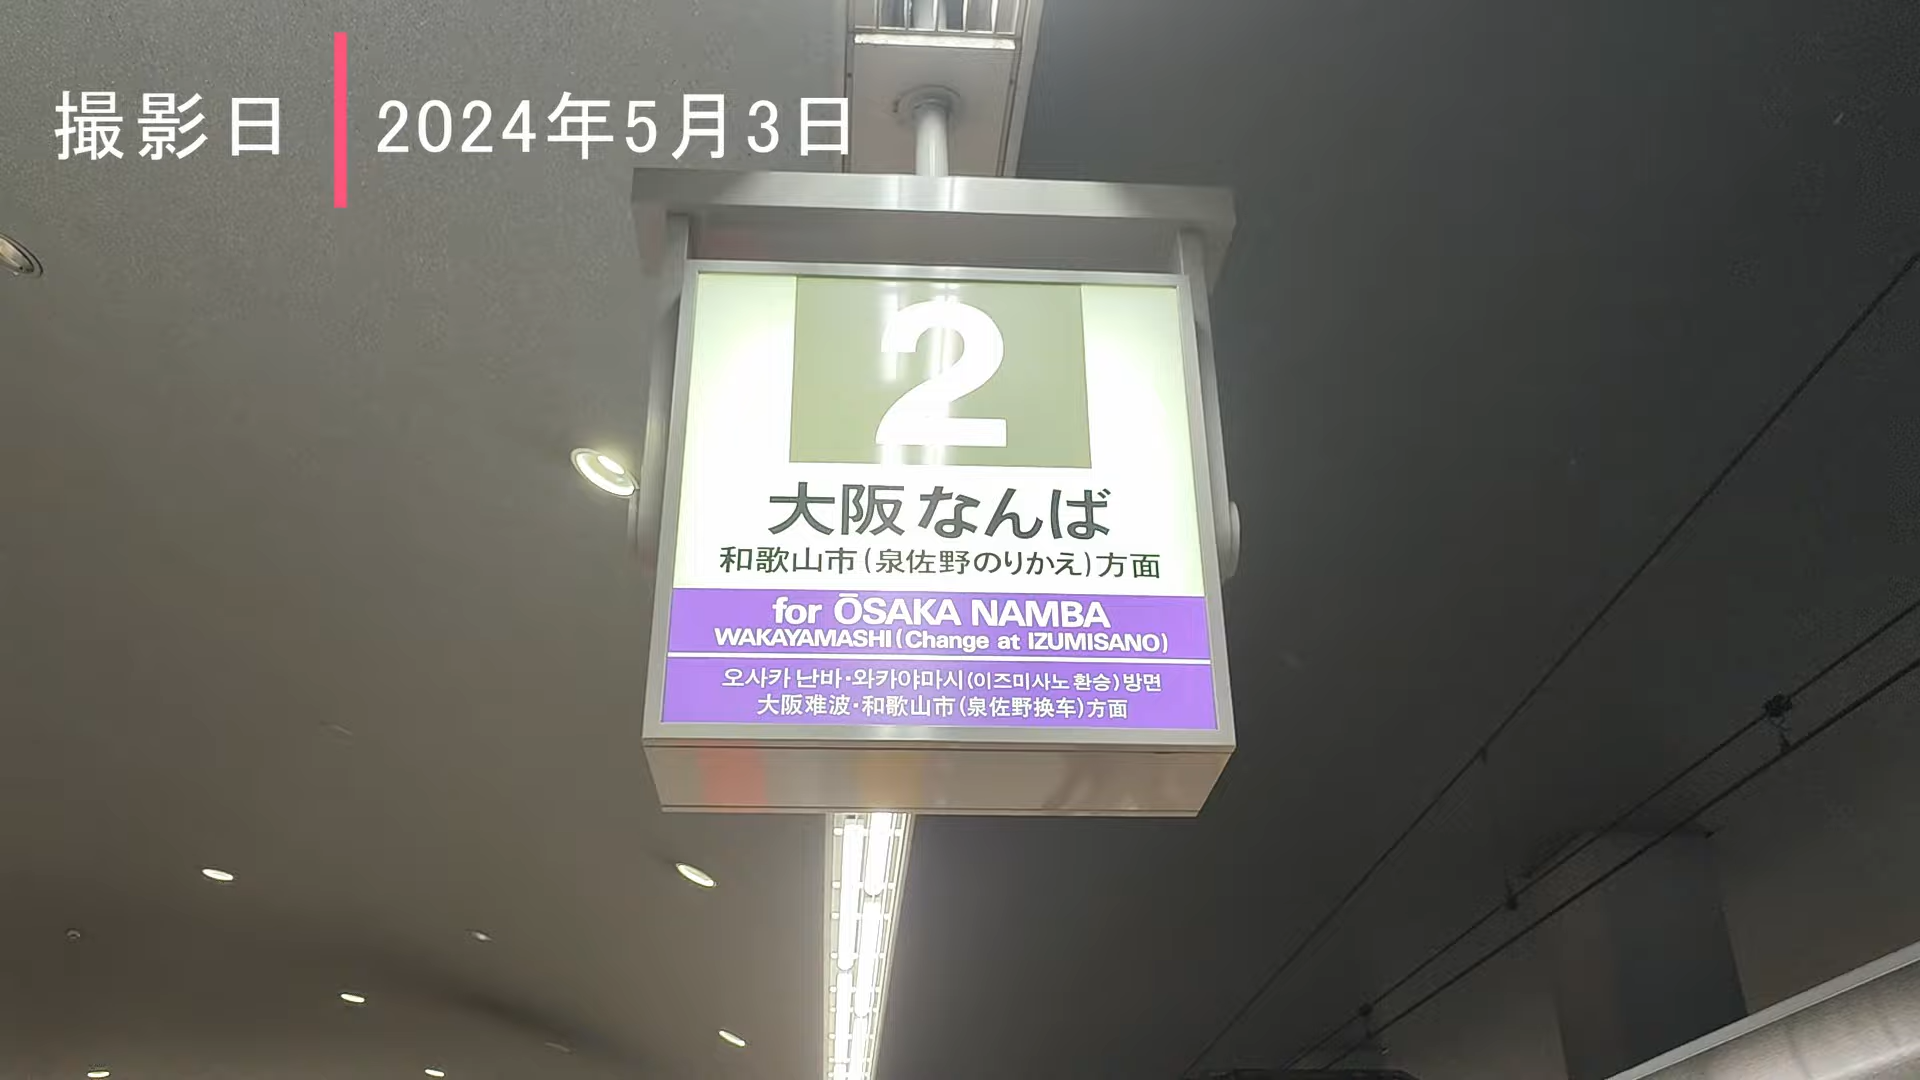 撮影日 2024年5月3日
2
大阪なんば
和歌山市(泉佐野のりかえ)方面
for ŌSAKA NAMBA
WAKAYAMASHI(Change at IZUMISANO)
오사카 난바·와카야마시(이즈미사노 환승)방면
大阪难波·和歌山市(泉佐野换车)方面